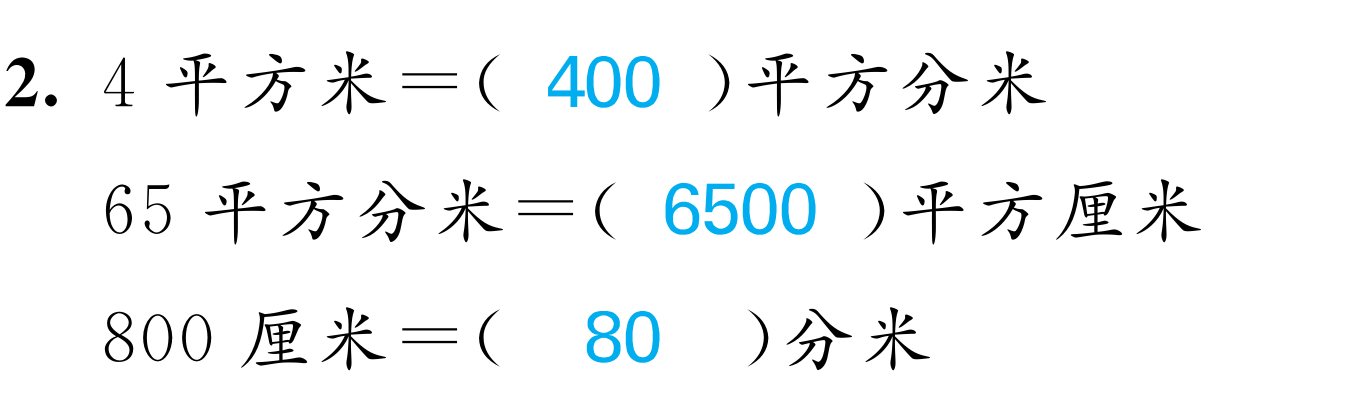 2. 4 平方米=( 400 )平方分米
65 平方分米=( 6500 )平方厘米
800 厘米=( 80 )分米